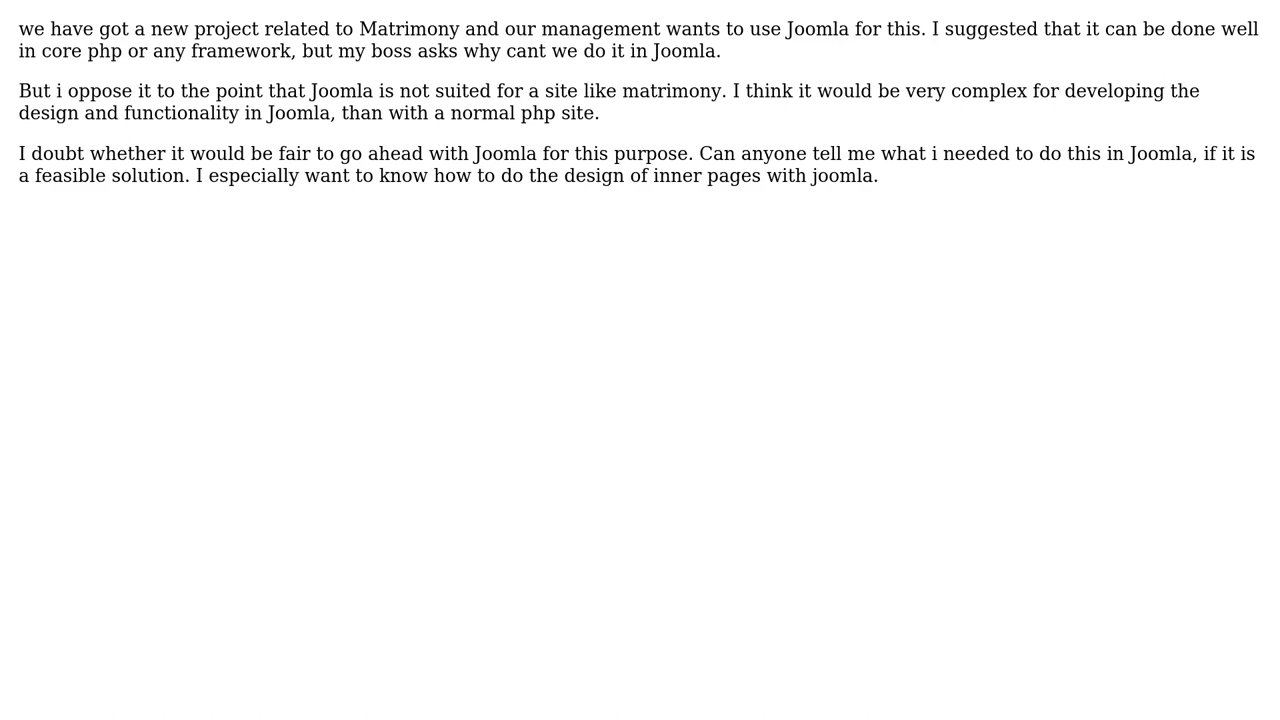 we have got a new project related to Matrimony and our management wants to use Joomla for this. I suggested that it can be done well
in core php or any framework, but my boss asks why cant we do it in Joomla.
But i oppose it to the point that Joomla is not suited for a site like matrimony. I think it would be very complex for developing the
design and functionality in Joomla, than with a normal php site.
I doubt whether it would be fair to go ahead with Joomla for this purpose. Can anyone tell me what i needed to do this in Joomla, if it is
a feasible solution. I especially want to know how to do the design of inner pages with joomla.